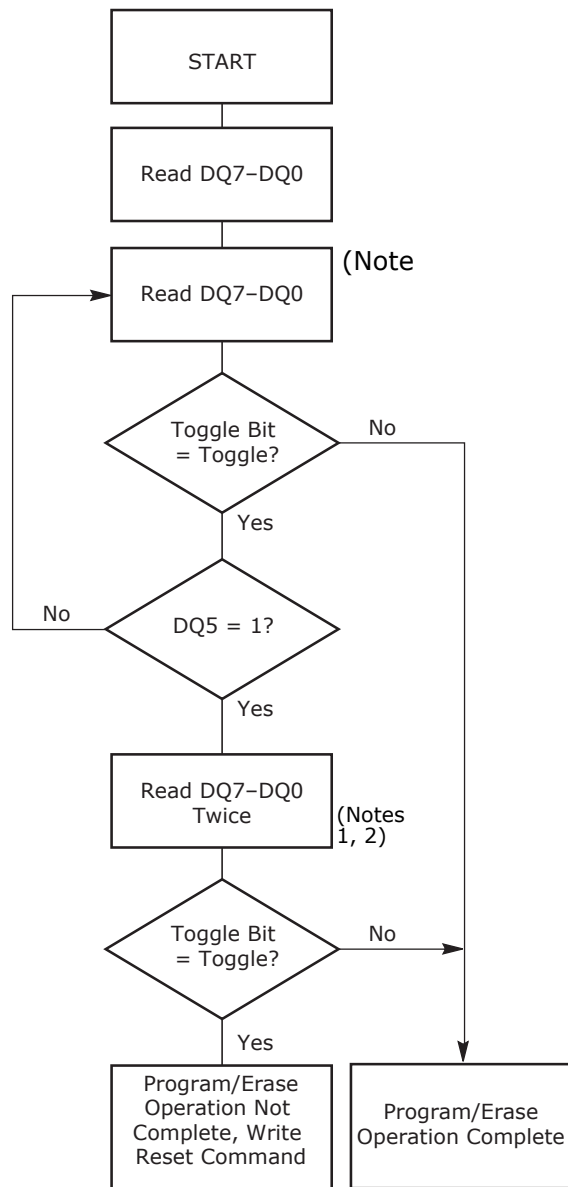 START
Read DQ7–DQ0
Read DQ7–DQ0
(Note
Toggle Bit
= Toggle?
No
Yes
DQ5 = 1?
No
Yes
Read DQ7–DQ0
Twice
(Notes
1, 2)
Toggle Bit
= Toggle?
No
Yes
Program/Erase
Operation Not
Complete, Write
Reset Command
Program/Erase
Operation Complete